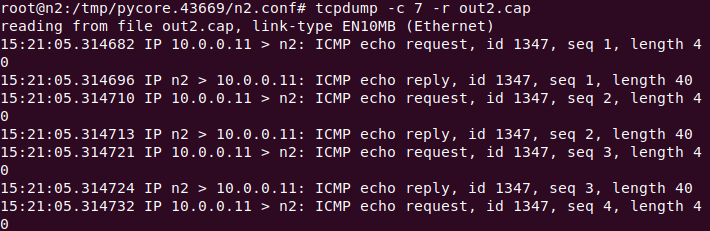 root@n2:/tmp/pycore.43669/n2.conf# tcpdump -c 7 -r out2.cap
reading from file out2.cap, link-type EN10MB (Ethernet)
15:21:05.314682 IP 10.0.0.11 > n2: ICMP echo request, id 1347, seq 1, length 4
0
15:21:05.314696 IP n2 > 10.0.0.11: ICMP echo reply, id 1347, seq 1, length 40
15:21:05.314710 IP 10.0.0.11 > n2: ICMP echo request, id 1347, seq 2, length 4
0
15:21:05.314713 IP n2 > 10.0.0.11: ICMP echo reply, id 1347, seq 2, length 40
15:21:05.314721 IP 10.0.0.11 > n2: ICMP echo request, id 1347, seq 3, length 4
0
15:21:05.314724 IP n2 > 10.0.0.11: ICMP echo reply, id 1347, seq 3, length 40
15:21:05.314732 IP 10.0.0.11 > n2: ICMP echo request, id 1347, seq 4, length 4
0